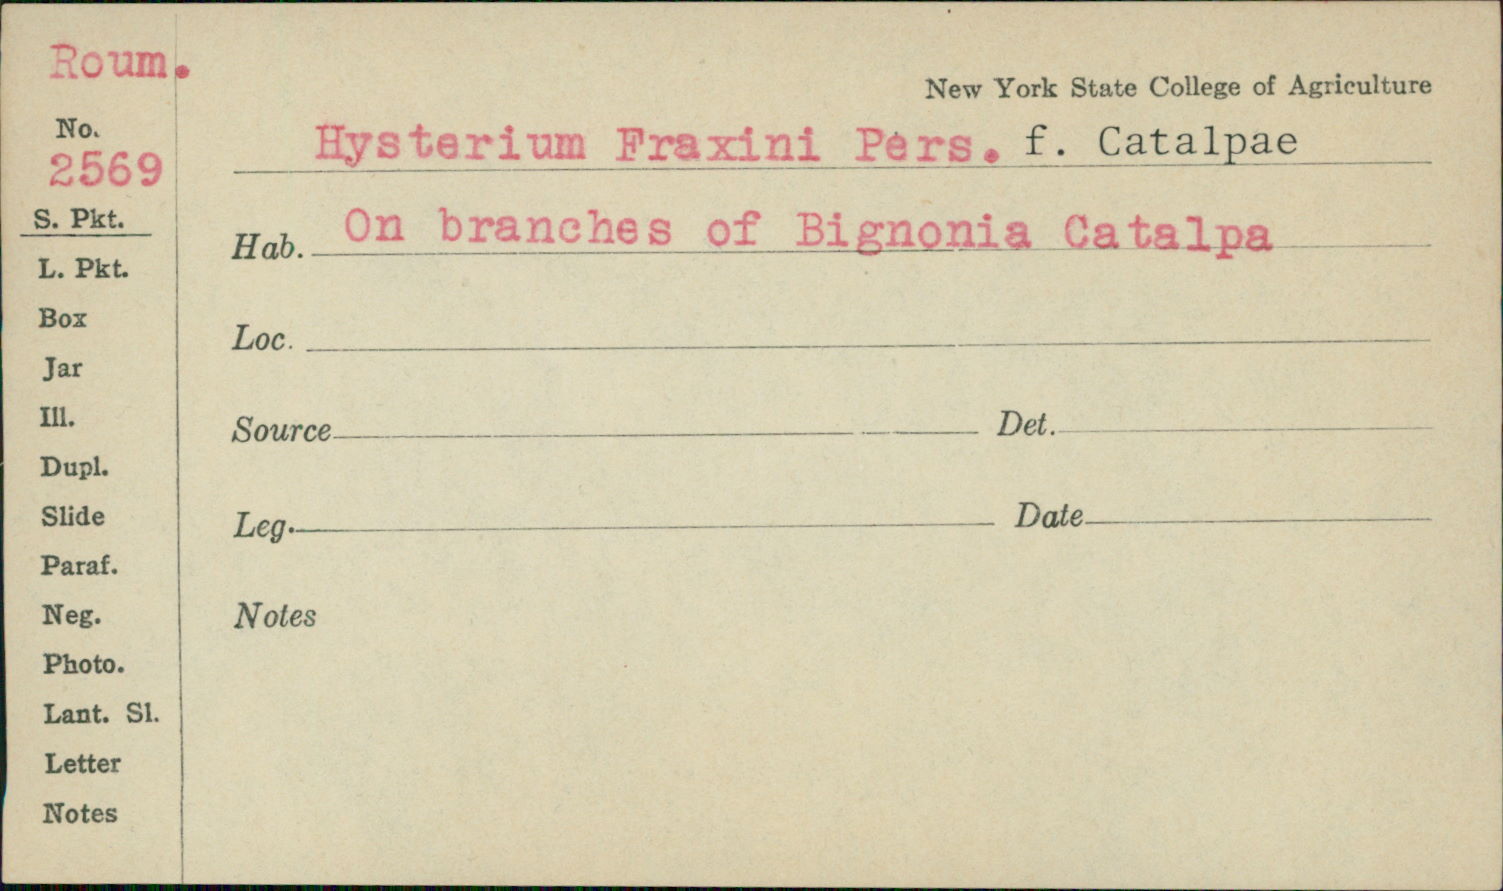 Roum.
New York State College of Agriculture
No.
2569
Hysterium Fraxini Pers. f. Catalpae
S. Pkt.
Hab. On branches of Bignonia Catalpa
L. Pkt.
Box
Loc.
Jar
Ill.
Source Det.
Dupl.
Slide
Leg. Date
Paraf.
Neg.
Notes
Photo.
Lant. Sl.
Letter
Notes